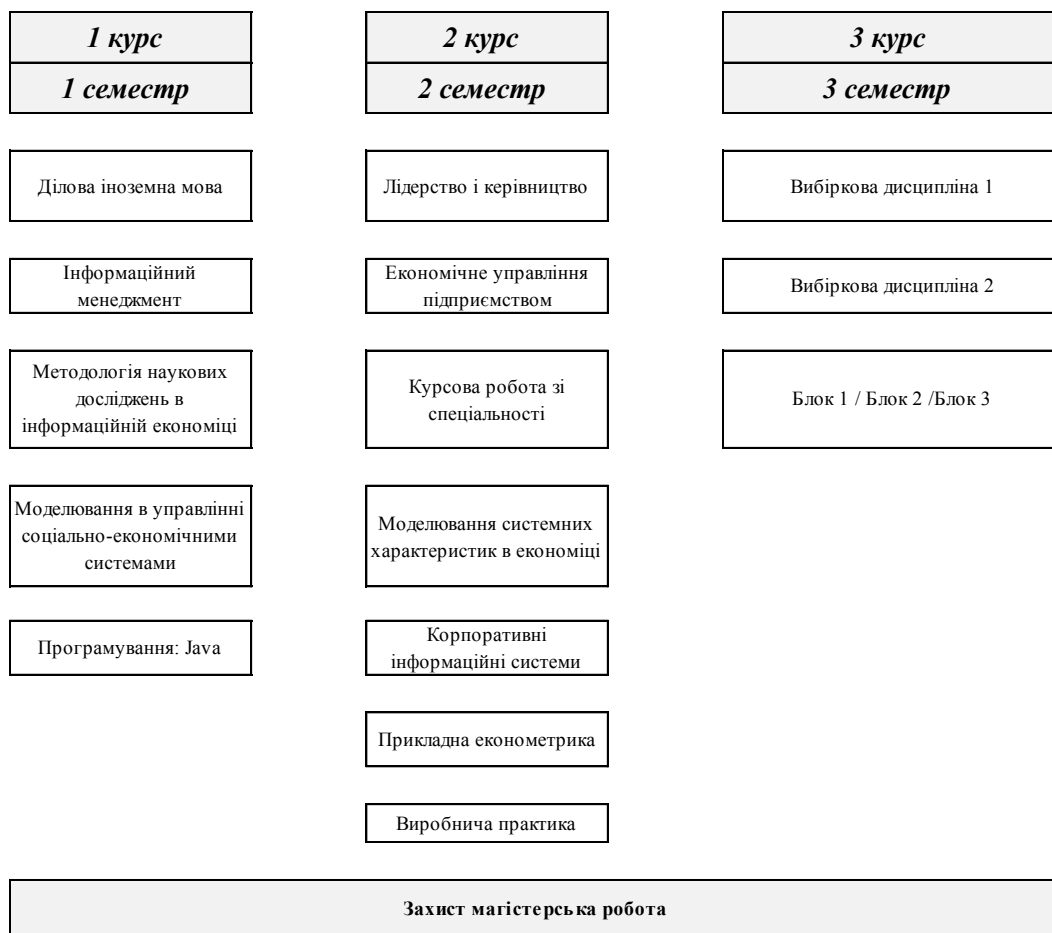 1 курс
1 семестр
Ділова іноземна мова
Інформаційний
менеджмент
Методологія наукових
досліджень в
інформаційній економіці
Моделювання в управлінні
соціально-економічними
системами
Програмування: Java
2 курс
2 семестр
Лідерство і керівництво
Економічне управління
підприємством
Курсова робота зі
спеціальності
Моделювання системних
характеристик в економіці
Корпоративні
інформаційні системи
Прикладна економетрика
Виробнича практика
3 курс
3 семестр
Вибіркова дисципліна 1
Вибіркова дисципліна 2
Блок 1 / Блок 2 /Блок 3
Захист магістерська робота